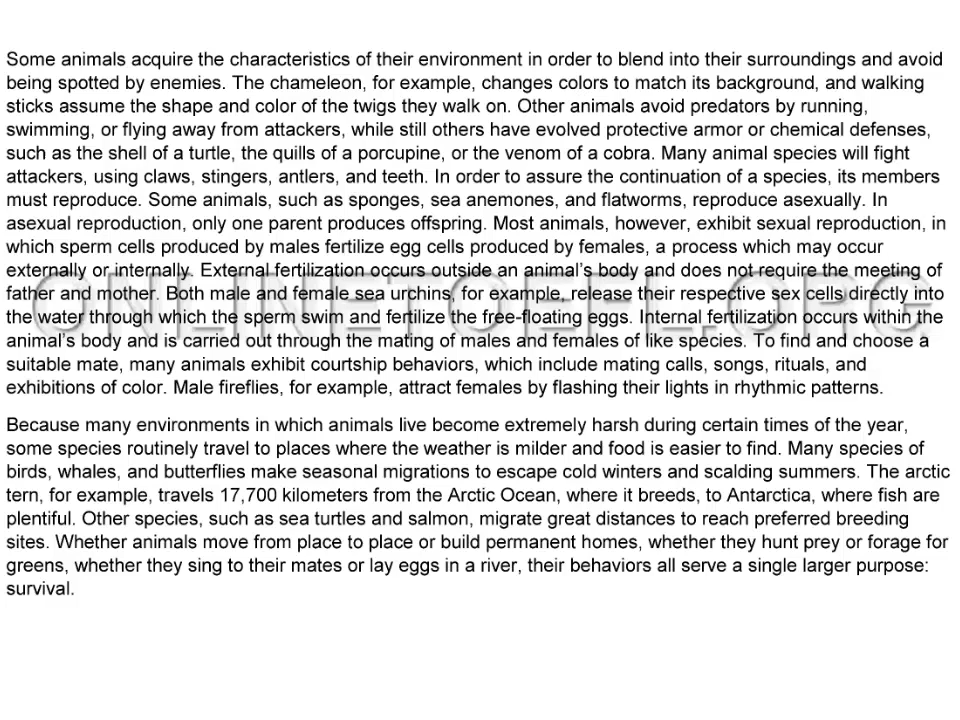 Some animals acquire the characteristics of their environment in order to blend into their surroundings and avoid
being spotted by enemies. The chameleon, for example, changes colors to match its background, and walking
sticks assume the shape and color of the twigs they walk on. Other animals avoid predators by running,
swimming, or flying away from attackers, while still others have evolved protective armor or chemical defenses,
such as the shell of a turtle, the quills of a porcupine, or the venom of a cobra. Many animal species will fight
attackers, using claws, stingers, antlers, and teeth. In order to assure the continuation of a species, its members
must reproduce. Some animals, such as sponges, sea anemones, and flatworms, reproduce asexually. In
asexual reproduction, only one parent produces offspring. Most animals, however, exhibit sexual reproduction, in
which sperm cells produced by males fertilize egg cells produced by females, a process which may occur
externally or internally. External fertilization occurs outside an animal's body and does not require the meeting of
father and mother. Both male and female sea urchins, for example, release their respective sex cells directly into
the water through which the sperm swim and fertilize the free-floating eggs. Internal fertilization occurs within the
animal's body and is carried out through the mating of males and females of like species. To find and choose a
suitable mate, many animals exhibit courtship behaviors, which include mating calls, songs, rituals, and
exhibitions of color. Male fireflies, for example, attract females by flashing their lights in rhythmic patterns.
Because many environments in which animals live become extremely harsh during certain times of the year,
some species routinely travel to places where the weather is milder and food is easier to find. Many species of
birds, whales, and butterflies make seasonal migrations to escape cold winters and scalding summers. The arctic
tern, for example, travels 17,700 kilometers from the Arctic Ocean, where it breeds, to Antarctica, where fish are
plentiful. Other species, such as sea turtles and salmon, migrate great distances to reach preferred breeding
sites. Whether animals move from place to place or build permanent homes, whether they hunt prey or forage for
greens, whether they sing to their mates or lay eggs in a river, their behaviors all serve a single larger purpose:
survival.
ONLINETOEFL.ORG